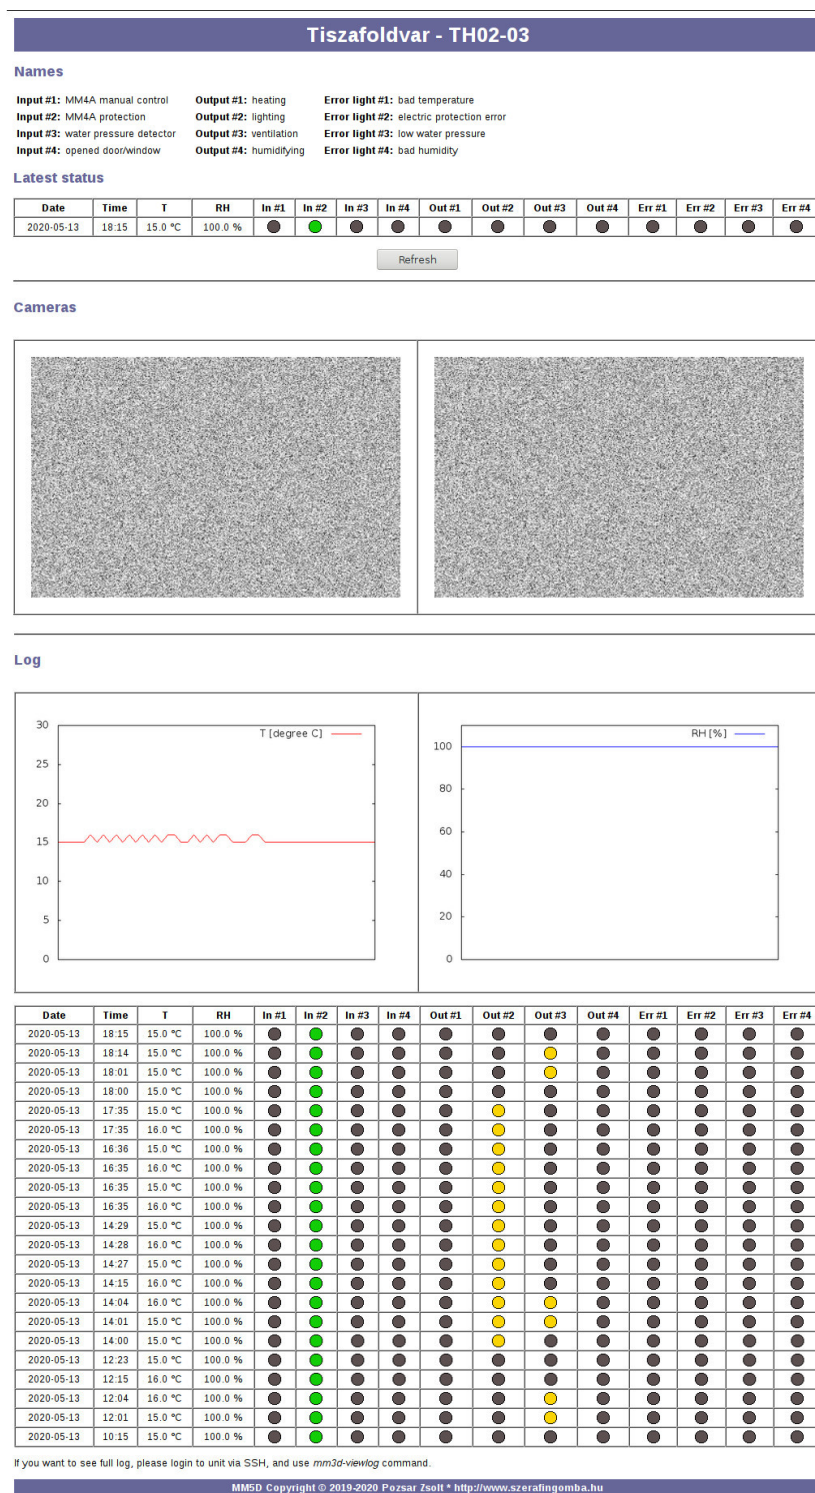 Tiszafoldvar - TH02-03
Names
Input #1: MM4A manual control Output #1: heating Error light #1: bad temperature
Input #2: MM4A protection Output #2: lighting Error light #2: electric protection error
Input #3: water pressure detector Output #3: ventilation Error light #3: low water pressure
Input #4: opened door/window Output #4: humidifying Error light #4: bad humidity
Latest status
Date Time T RH In #1 In #2 In #3 In #4 Out #1 Out #2 Out #3 Out #4 Err #1 Err #2 Err #3 Err #4
2020-05-13 18:15 15.0 °C 100.0 %
Refresh
Cameras
Log
T [degree C]
30
25
20
15
10
5
0
RH [%]
100
80
60
40
20
0
Date Time T RH In #1 In #2 In #3 In #4 Out #1 Out #2 Out #3 Out #4 Err #1 Err #2 Err #3 Err #4
2020-05-13 18:15 15.0 °C 100.0 %
2020-05-13 18:14 15.0 °C 100.0 %
2020-05-13 18:01 15.0 °C 100.0 %
2020-05-13 18:00 15.0 °C 100.0 %
2020-05-13 17:35 15.0 °C 100.0 %
2020-05-13 17:35 16.0 °C 100.0 %
2020-05-13 16:36 15.0 °C 100.0 %
2020-05-13 16:35 16.0 °C 100.0 %
2020-05-13 16:35 15.0 °C 100.0 %
2020-05-13 16:35 16.0 °C 100.0 %
2020-05-13 14:29 15.0 °C 100.0 %
2020-05-13 14:28 16.0 °C 100.0 %
2020-05-13 14:27 15.0 °C 100.0 %
2020-05-13 14:15 16.0 °C 100.0 %
2020-05-13 14:04 16.0 °C 100.0 %
2020-05-13 14:01 15.0 °C 100.0 %
2020-05-13 14:00 15.0 °C 100.0 %
2020-05-13 12:23 15.0 °C 100.0 %
2020-05-13 12:15 16.0 °C 100.0 %
2020-05-13 12:04 16.0 °C 100.0 %
2020-05-13 12:01 15.0 °C 100.0 %
2020-05-13 10:15 15.0 °C 100.0 %
If you want to see full log, please login to unit via SSH, and use mm3d-viewlog command.
MM5D Copyright © 2019-2020 Pozsar Zsolt * http://www.szerafingomba.hu